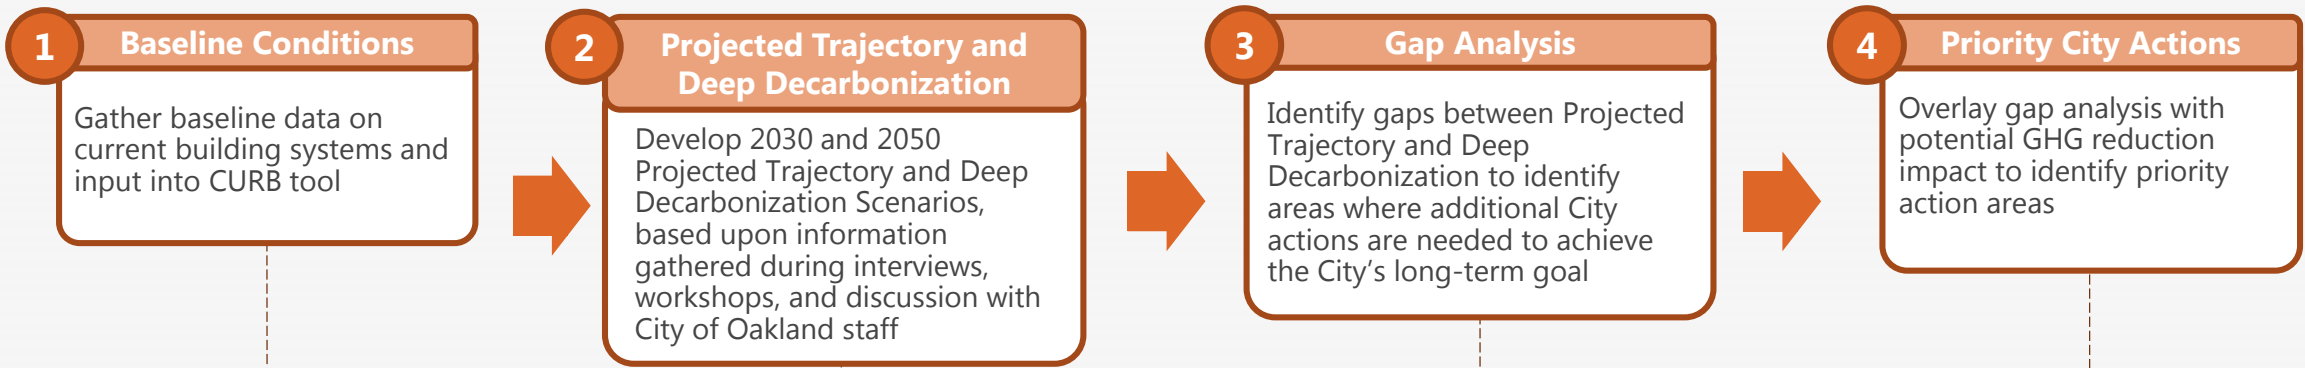 1
Baseline Conditions
Gather baseline data on
current building systems and
input into CURB tool
2
Projected Trajectory and
Deep Decarbonization
Develop 2030 and 2050
Projected Trajectory and Deep
Decarbonization Scenarios,
based upon information
gathered during interviews,
workshops, and discussion with
City of Oakland staff
3
Gap Analysis
Identify gaps between Projected
Trajectory and Deep
Decarbonization to identify
areas where additional City
actions are needed to achieve
the City’s long-term goal
4
Priority City Actions
Overlay gap analysis with
potential GHG reduction
impact to identify priority
action areas